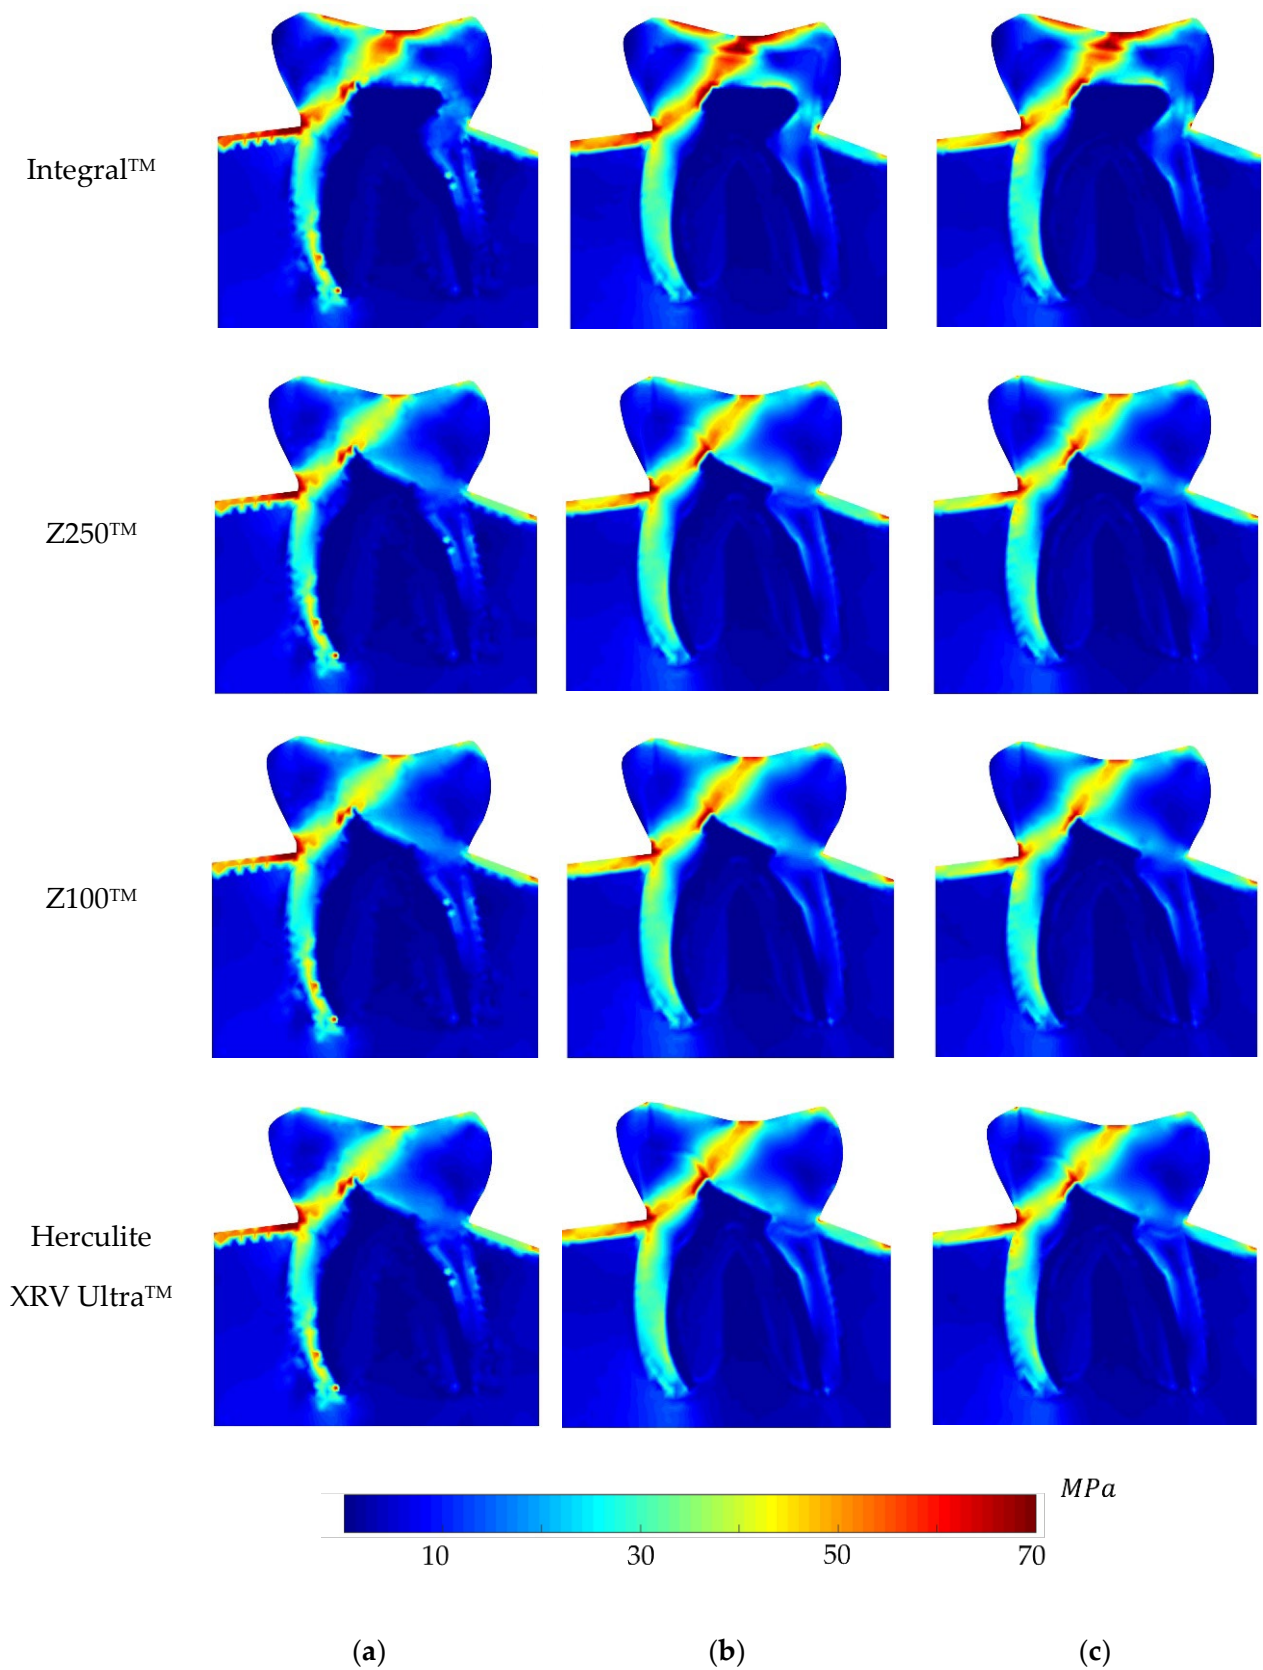 Integral™
Z250™
Z100™
Herculite
XRV Ultra™
MPa
10 30 50 70
(a) (b) (c)